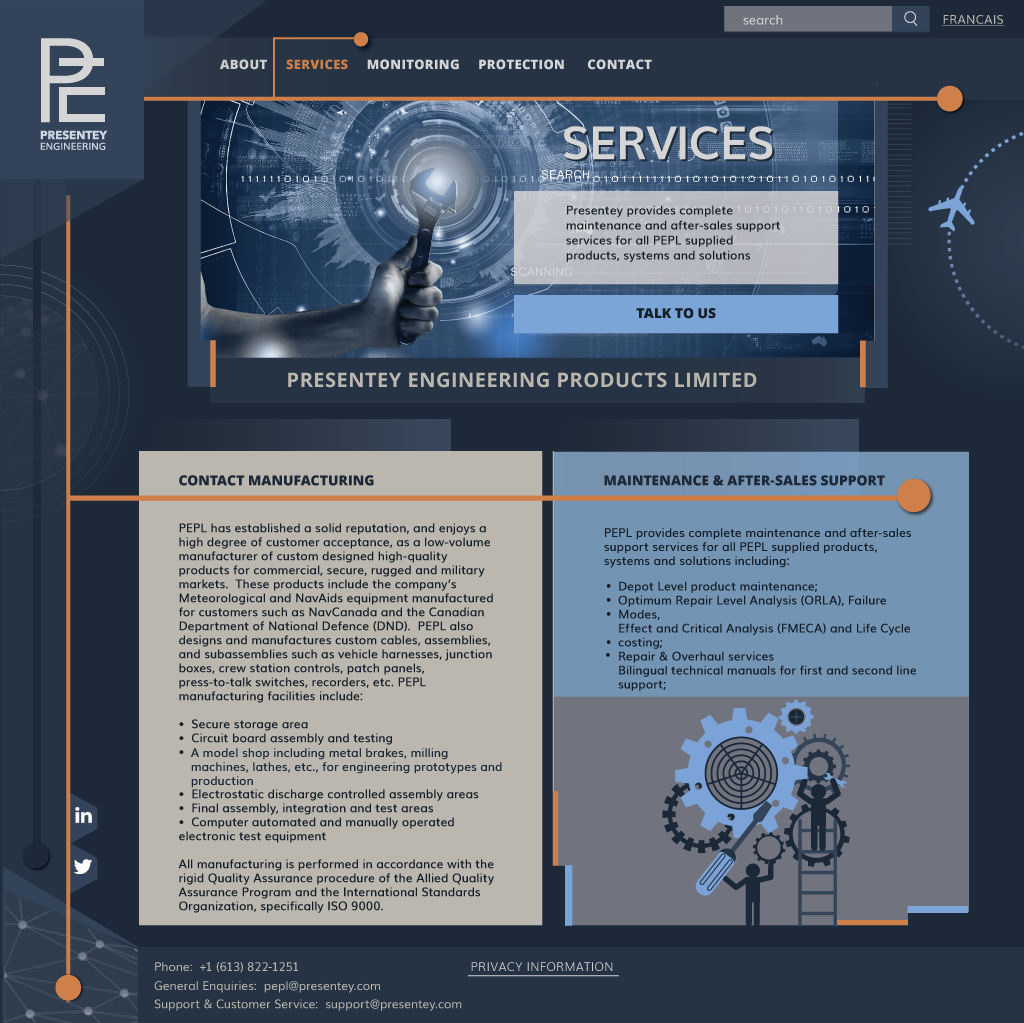 search
FRANCAIS
PRESENTEY
ENGINEERING
ABOUT SERVICES MONITORING PROTECTION CONTACT
SERVICES
SEARCH
Presentey provides complete
maintenance and after-sales support
services for all PEPL supplied
products, systems and solutions
SCANNING
TALK TO US
PRESENTEY ENGINEERING PRODUCTS LIMITED
CONTACT MANUFACTURING
PEPL has established a solid reputation, and enjoys a
high degree of customer acceptance, as a low-volume
manufacturer of custom designed high-quality
products for commercial, secure, rugged and military
markets. These products include the company's
Meteorological and NavAids equipment manufactured
for customers such as NavCanada and the Canadian
Department of National Defence (DND). PEPL also
designs and manufactures custom cables, assemblies,
and subassemblies such as vehicle harnesses, junction
boxes, crew station controls, patch panels,
press-to-talk switches, recorders, etc. PEPL
manufacturing facilities include:
• Secure storage area
• Circuit board assembly and testing
• A model shop including metal brakes, milling
machines, lathes, etc., for engineering prototypes and
production
• Electrostatic discharge controlled assembly areas
• Final assembly, integration and test areas
• Computer automated and manually operated
electronic test equipment
All manufacturing is performed in accordance with the
rigid Quality Assurance procedure of the Allied Quality
Assurance Program and the International Standards
Organization, specifically ISO 9000.
MAINTENANCE & AFTER-SALES SUPPORT
PEPL provides complete maintenance and after-sales
support services for all PEPL supplied products,
systems and solutions including:
• Depot Level product maintenance;
• Optimum Repair Level Analysis (ORLA), Failure
• Modes,
Effect and Critical Analysis (FMECA) and Life Cycle
• costing;
• Repair & Overhaul services
Bilingual technical manuals for first and second line
support;
in
Phone: +1 (613) 822-1251
General Enquiries: pepl@presentey.com
Support & Customer Service: support@presentey.com
PRIVACY INFORMATION